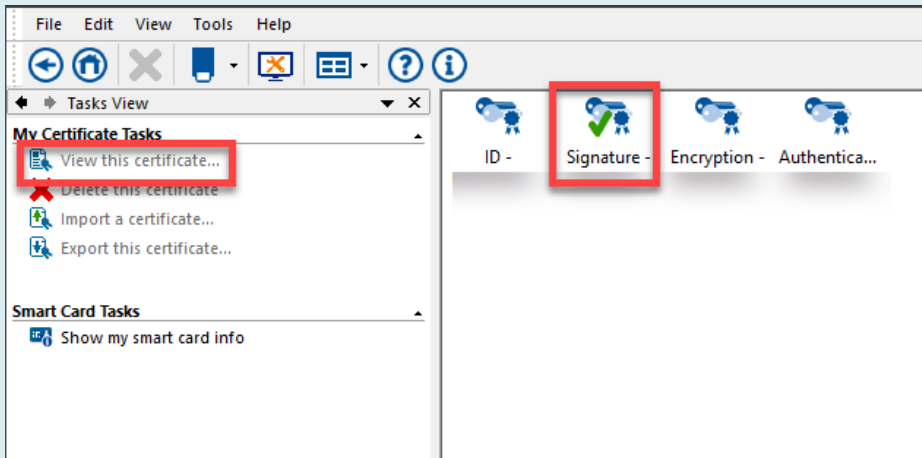 File Edit View Tools Help
Tasks View
My Certificate Tasks
View this certificate...
Delete this certificate
Import a certificate...
Export this certificate...
Smart Card Tasks
Show my smart card info
ID - Signature - Encryption - Authentica...